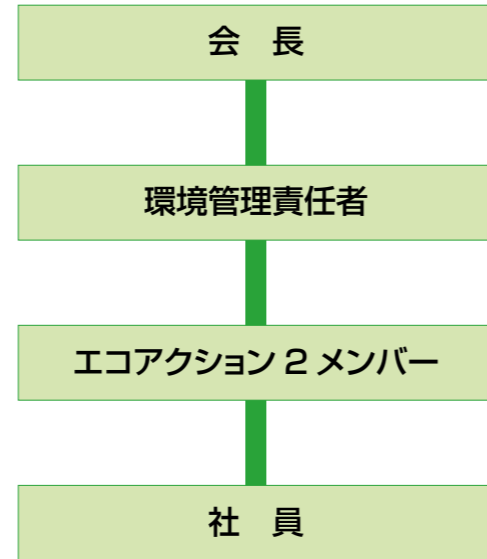 会　長
環境管理責任者
エコアクション 2 メンバー
社　員